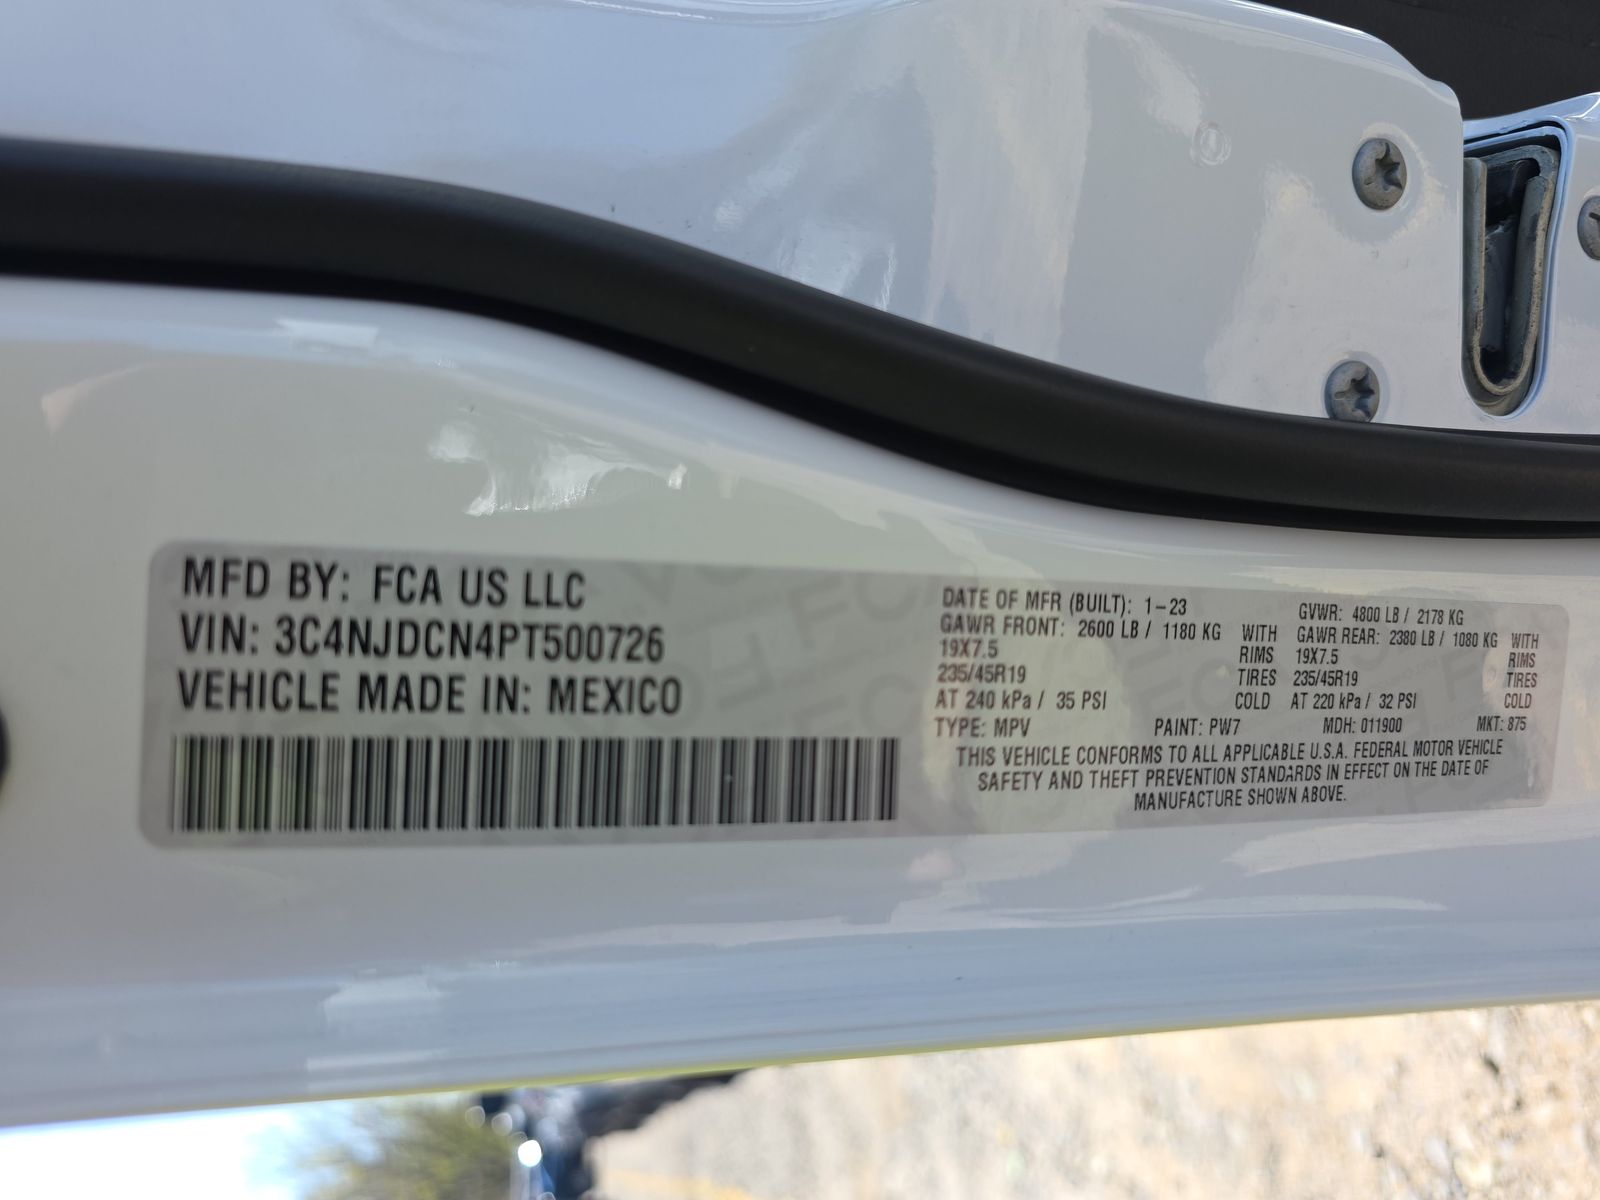 MFD BY: FCA US LLC
VIN: 3C4NJDCN4PT500726
VEHICLE MADE IN: MEXICO
DATE OF MFR (BUILT): 1-23 GVWR: 4800 LB / 2178 KG
GAWR FRONT: 2600 LB / 1180 KG WITH GAWR REAR: 2380 LB / 1080 KG WITH
19X7.5 RIMS 19X7.5 RIMS
235/45R19 TIRES 235/45R19 TIRES
AT 240 kPa / 35 PSI COLD AT 220 kPa / 32 PSI COLD
TYPE: MPV PAINT: PW7 MDH: 011900 MKT: 875
THIS VEHICLE CONFORMS TO ALL APPLICABLE U.S.A. FEDERAL MOTOR VEHICLE
SAFETY AND THEFT PREVENTION STANDARDS IN EFFECT ON THE DATE OF
MANUFACTURE SHOWN ABOVE.